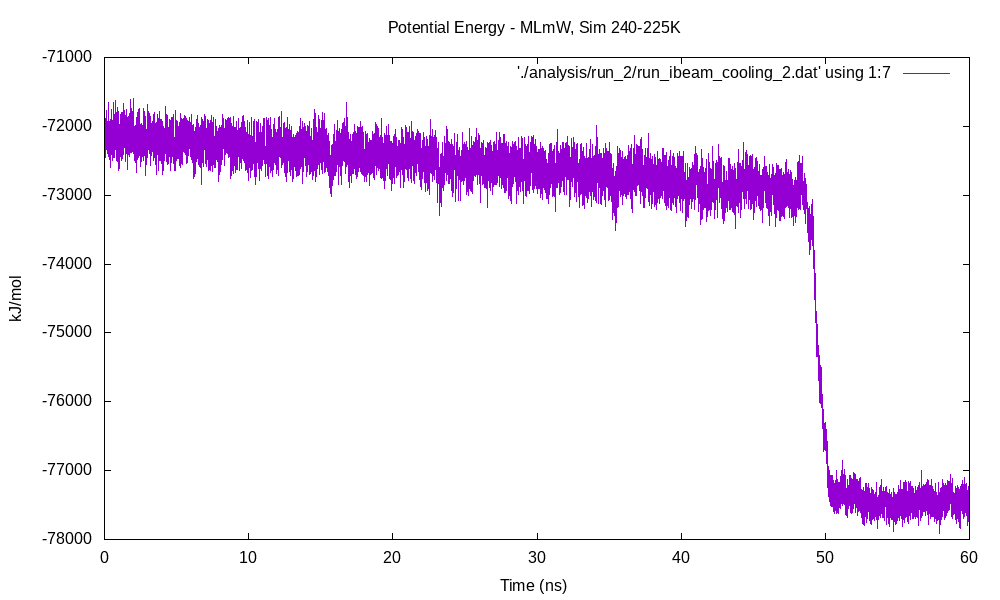 Potential Energy - MLmW, Sim 240-225K
'./analysis/run_2/run_ibeam_cooling_2.dat' using 1:7
-71000
-72000
-73000
-74000
-75000
-76000
-77000
-78000
kJ/mol
0 10 20 30 40 50 60
Time (ns)